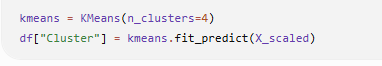 kmeans = KMeans(n_clusters=4)
df["Cluster"] = kmeans.fit_predict(X_scaled)